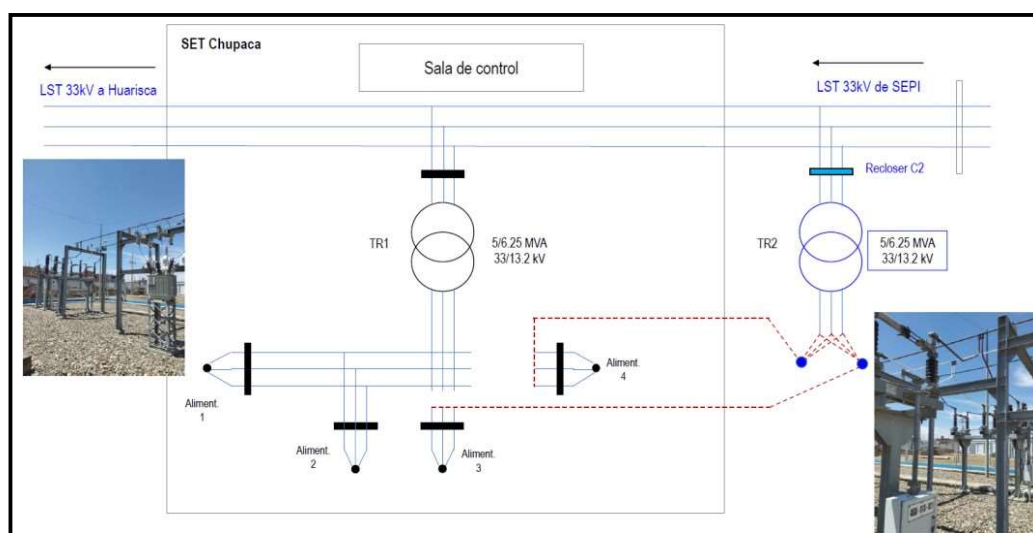 SET Chupaca
Sala de control
LST 33kV a Huarisca
LST 33kV de SEPI
Recloser C2
TR1
5/6.25 MVA
33/13.2 kV
TR2
5/6.25 MVA
33/13.2 kV
Aliment.
1
Aliment.
2
Aliment.
3
Aliment.
4